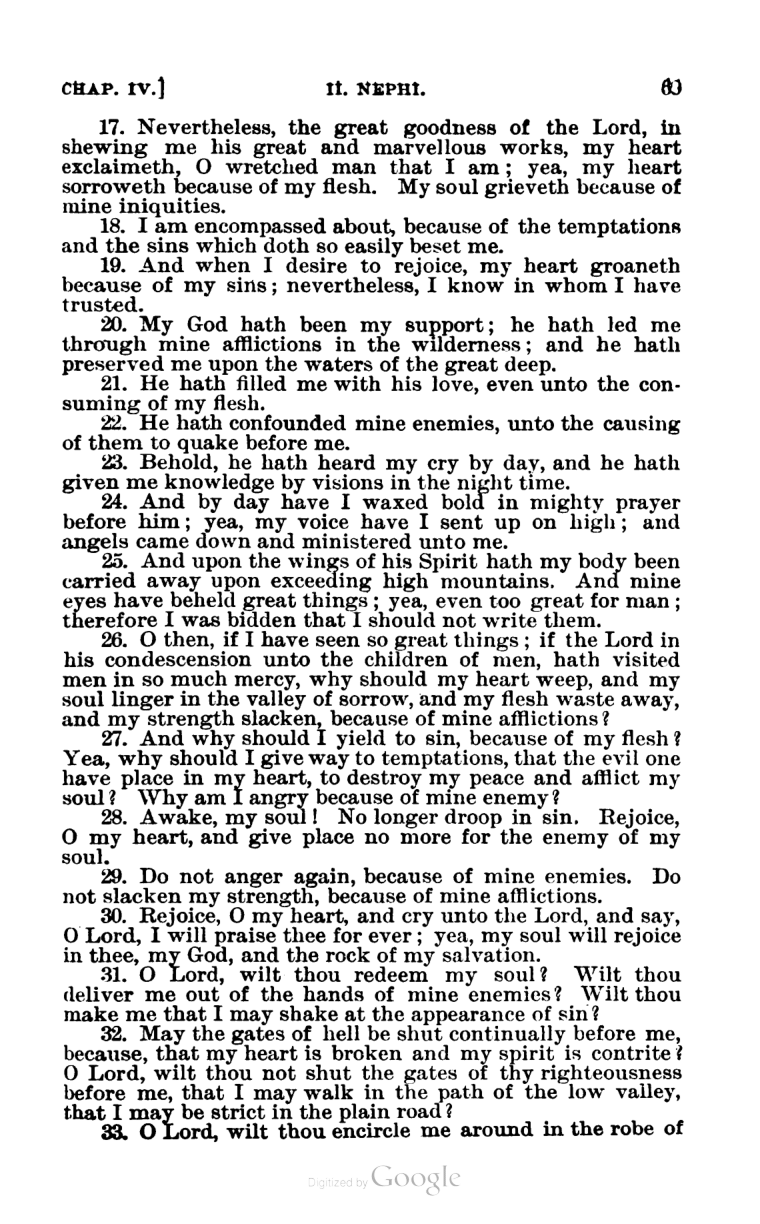 CHAP. IV.] II. NEPHI.
17. Nevertheless, the great goodness of the Lord, in
shewing me his great and marvellous works, my heart
exclaimeth, O wretched man that I am; yea, my heart
sorroweth because of my flesh. My soul grieveth because of
mine iniquities.
18. I am encompassed about, because of the temptations
and the sins which doth so easily beset me.
19. And when I desire to rejoice, my heart groaneth
because of my sins; nevertheless, I know in whom I have
trusted.
20. My God hath been my support; he hath led me
through mine afflictions in the wilderness; and he hath
preserved me upon the waters of the great deep.
21. He hath filled me with his love, even unto the con-
suming of my flesh.
22. He hath confounded mine enemies, unto the causing
of them to quake before me.
23. Behold, he hath heard my cry by day, and he hath
given me knowledge by visions in the night time.
24. And by day have I waxed bold in mighty prayer
before him; yea, my voice have I sent up on high; and
angels came down and ministered unto me.
25. And upon the wings of his Spirit hath my body been
carried away upon exceeding high mountains. And mine
eyes have beheld great things; yea, even too great for man;
therefore I was bidden that I should not write them.
26. O then, if I have seen so great things; if the Lord in
his condescension unto the children of men, hath visited
men in so much mercy, why should my heart weep, and my
soul linger in the valley of sorrow, and my flesh waste away,
and my strength slacken, because of mine afflictions?
27. And why should I yield to sin, because of my flesh?
Yea, why should I give way to temptations, that the evil one
have place in my heart, to destroy my peace and afflict my
soul? Why am I angry because of mine enemy?
28. Awake, my soul! No longer droop in sin. Rejoice,
O my heart, and give place no more for the enemy of my
soul.
29. Do not anger again, because of mine enemies. Do
not slacken my strength, because of mine afflictions.
30. Rejoice, O my heart, and cry unto the Lord, and say,
O Lord, I will praise thee for ever; yea, my soul will rejoice
in thee, my God, and the rock of my salvation.
31. O Lord, wilt thou redeem my soul? Wilt thou
deliver me out of the hands of mine enemies? Wilt thou
make me that I may shake at the appearance of sin?
32. May the gates of hell be shut continually before me,
because, that my heart is broken and my spirit is contrite?
O Lord, wilt thou not shut the gates of thy righteousness
before me, that I may walk in the path of the low valley,
that I may be strict in the plain road?
33. O Lord, wilt thou encircle me around in the robe of
Digitized by Google